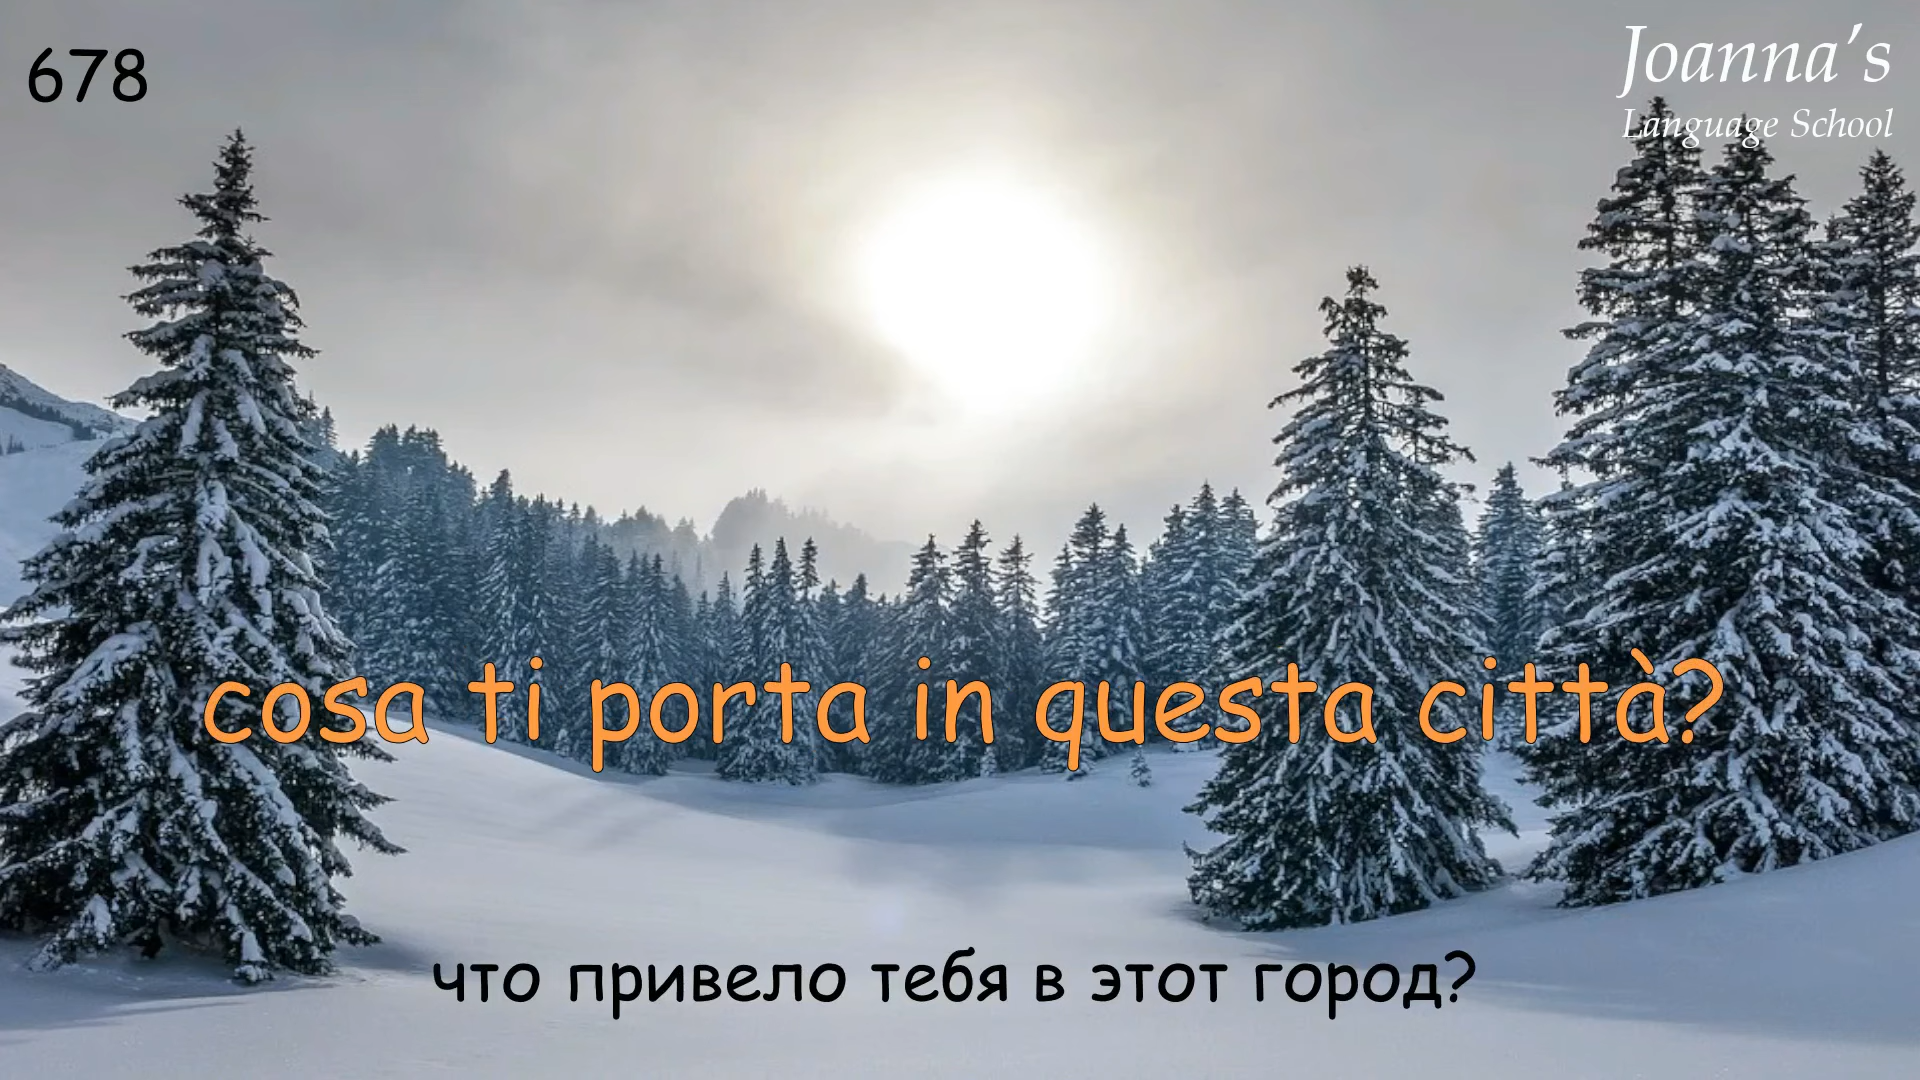 678
Joanna's
Language School
cosa ti porta in questa città?
что привело тебя в этот город?